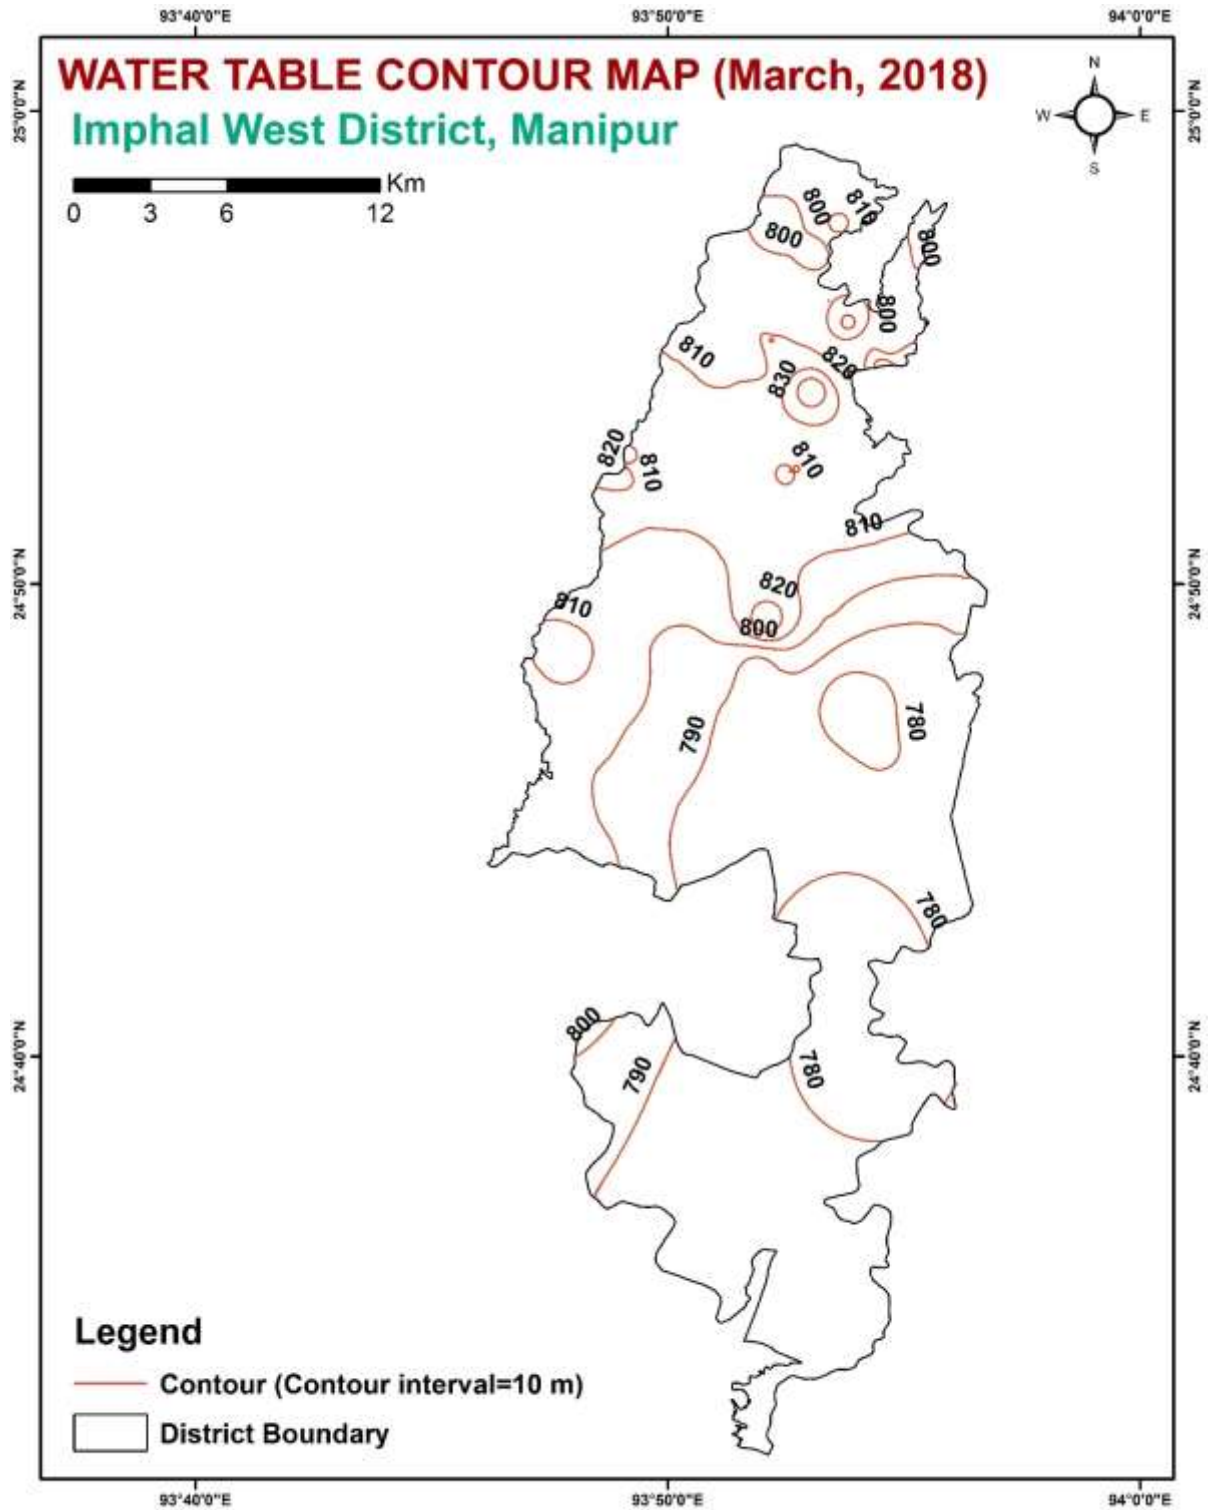 93°40'0"E 93°50'0"E 94°0'0"E
WATER TABLE CONTOUR MAP (March, 2018)
Imphal West District, Manipur
Km
0 3 6 12
N
W E
S
25°0'0"N 25°0'0"N
800 810
800 800
800
810 820
830
820 810 810
810
24°50'0"N 24°50'0"N
820
810
800
790 780
780
800
24°40'0"N 24°40'0"N
790 780
Legend
Contour (Contour interval=10 m)
District Boundary
93°40'0"E 93°50'0"E 94°0'0"E